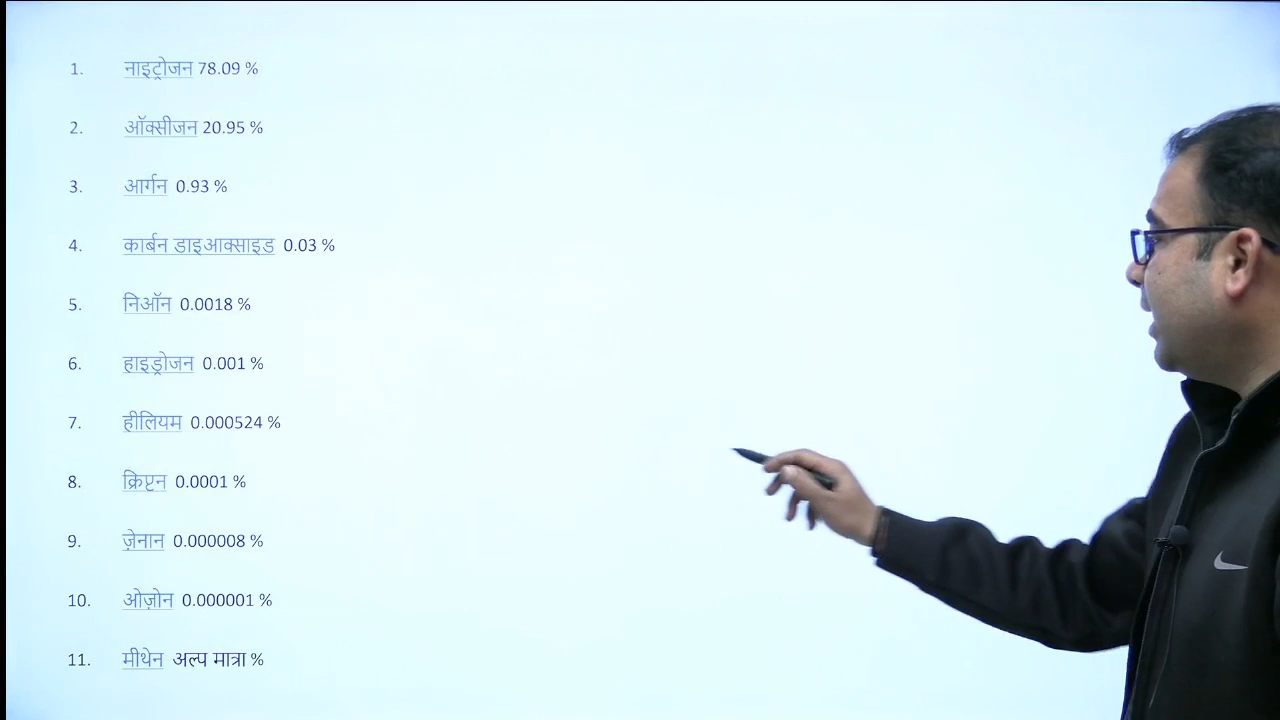 1. नाइट्रोजन 78.09 %
2. ऑक्सीजन 20.95 %
3. आर्गन 0.93 %
4. कार्बन डाइआक्साइड 0.03 %
5. निऑन 0.0018 %
6. हाइड्रोजन 0.001 %
7. हीलियम 0.000524 %
8. क्रिप्टन 0.0001 %
9. ज़ेनान 0.000008 %
10. ओज़ोन 0.000001 %
11. मीथेन अल्प मात्रा %